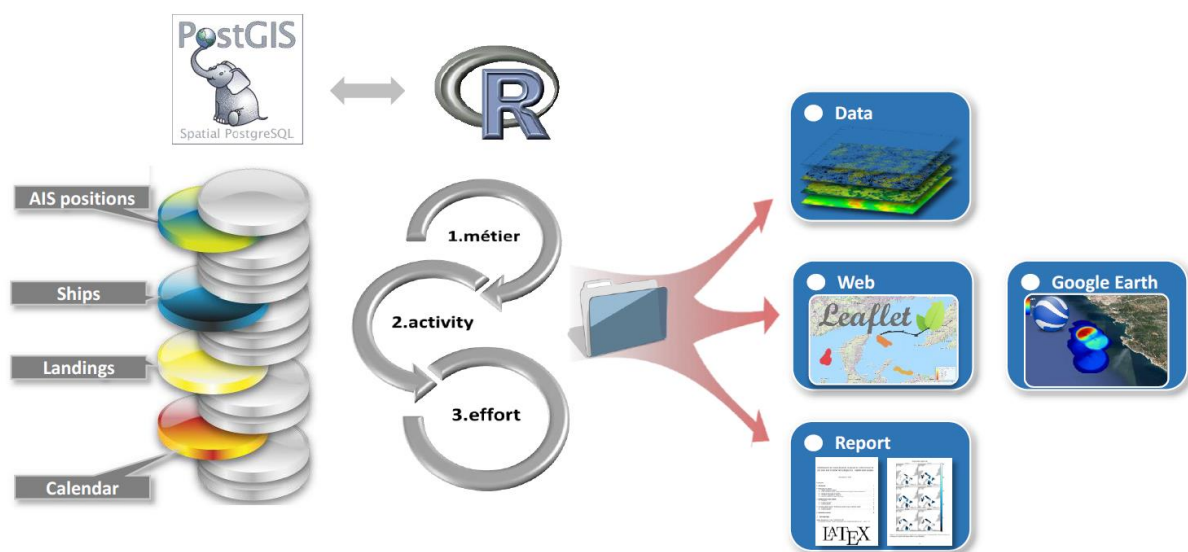 PostGIS
Spatial PostgreSQL
R
AIS positions
Ships
Landings
Calendar
1.métier
2.activity
3.effort
Data
Web
Leaflet
Google Earth
Report
LATEX